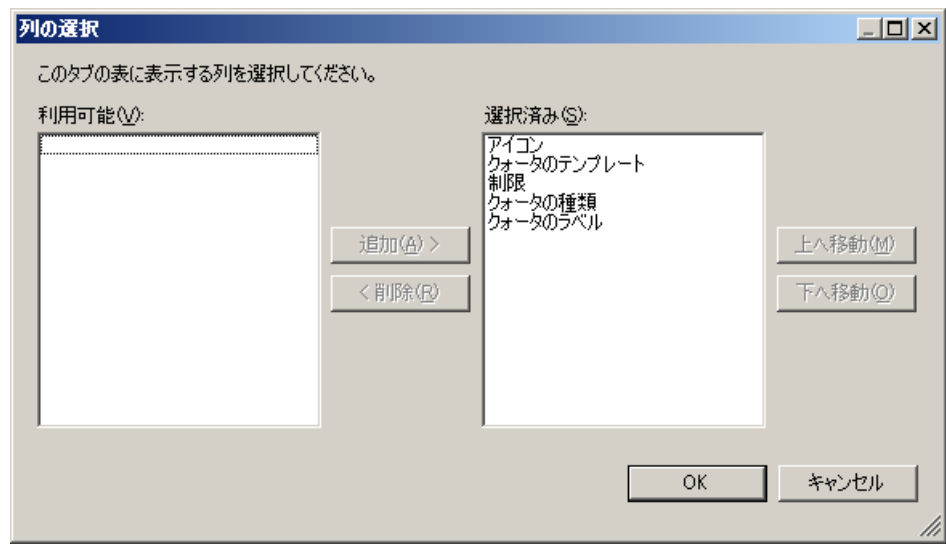 列の選択
このタブの表に表示する列を選択してください。
利用可能(V):
選択済み(S):
アイコン
クォータのテンプレート
制限
クォータの種類
クォータのラベル
追加(A) >
< 削除(R)
上へ移動(M)
下へ移動(O)
OK
キャンセル